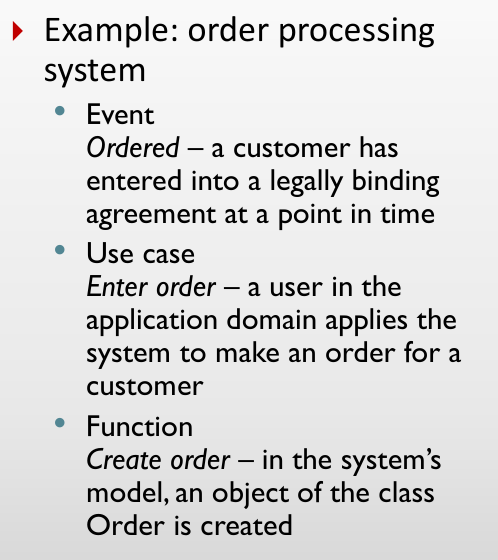 Example: order processing
system
Event
Ordered – a customer has
entered into a legally binding
agreement at a point in time
Use case
Enter order – a user in the
application domain applies the
system to make an order for a
customer
Function
Create order – in the system's
model, an object of the class
Order is created